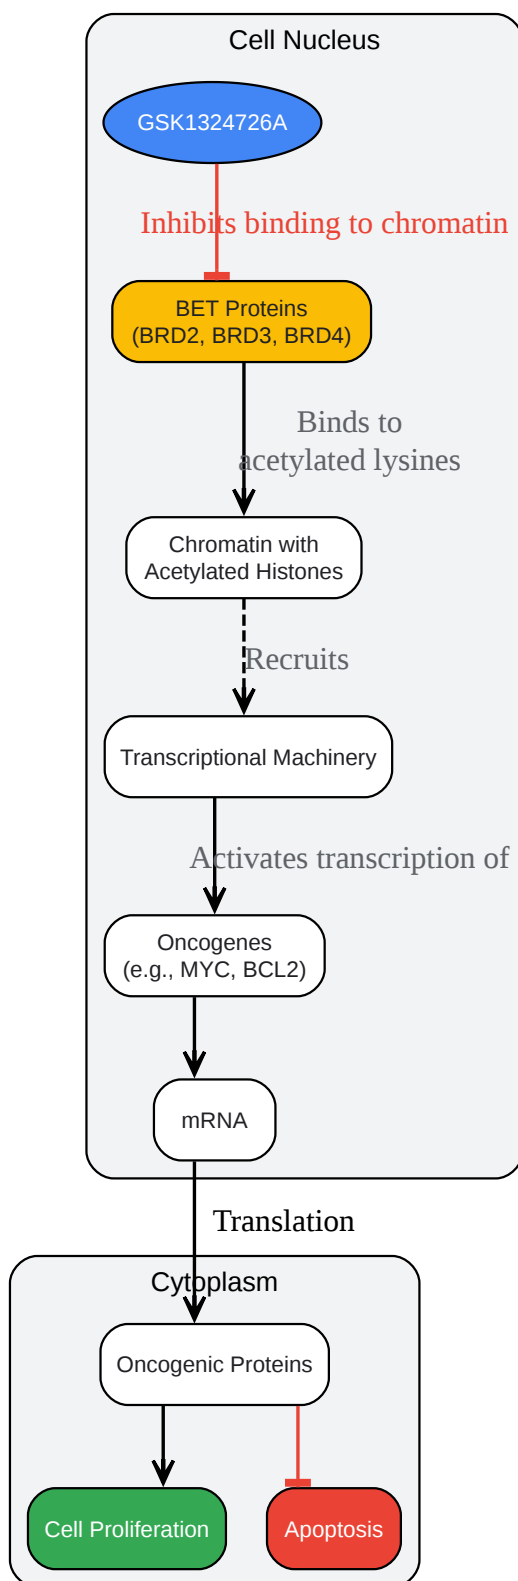 Cell Nucleus
GSK1324726A
Inhibits binding to chromatin
BET Proteins
(BRD2, BRD3, BRD4)
Binds to
acetylated lysines
Chromatin with
Acetylated Histones
Recruits
Transcriptional Machinery
Activates transcription of
Oncogenes
(e.g., MYC, BCL2)
mRNA
Translation
Cytoplasm
Oncogenic Proteins
Cell Proliferation
Apoptosis